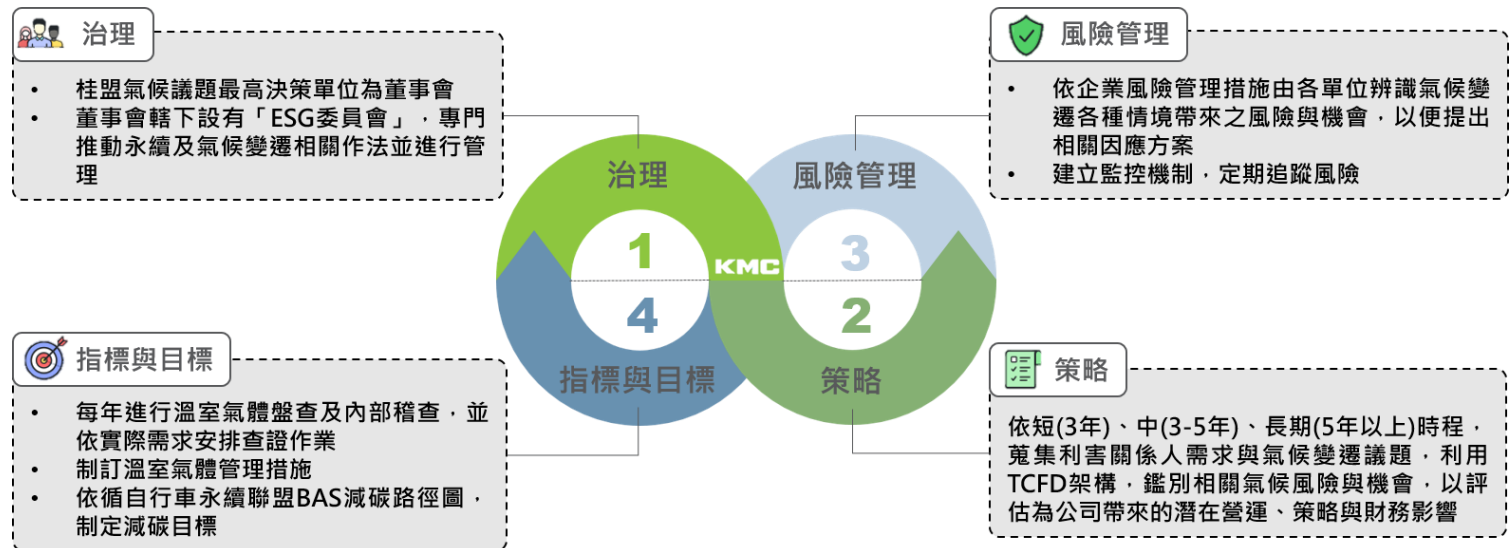 治理
• 桂盟氣候議題最高決策單位為董事會
• 董事會轄下設有「ESG委員會」，專門
推動永續及氣候變遷相關作法並進行管
理
風險管理
• 依企業風險管理措施由各單位辨識氣候變
遷各種情境帶來之風險與機會，以便提出
相關因應方案
• 建立監控機制，定期追蹤風險
治理
風險管理
1
3
KMC
4
2
指標與目標
策略
指標與目標
• 每年進行溫室氣體盤查及內部稽查，並
依實際需求安排查證作業
• 制訂溫室氣體管理措施
• 依循自行車永續聯盟BAS減碳路徑圖，
制定減碳目標
策略
依短(3年)、中(3-5年)、長期(5年以上)時程，
蒐集利害關係人需求與氣候變遷議題，利用
TCFD架構，鑑別相關氣候風險與機會，以評
估為公司帶來的潛在營運、策略與財務影響